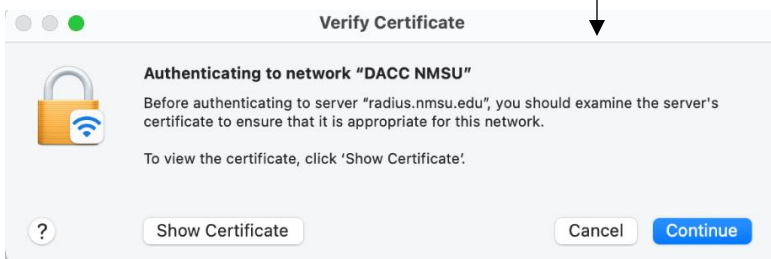 Verify Certificate
Authenticating to network “DACC NMSU”
Before authenticating to server “radius.nmsu.edu”, you should examine the server's
certificate to ensure that it is appropriate for this network.
To view the certificate, click ‘Show Certificate’.
?
Show Certificate
Cancel
Continue